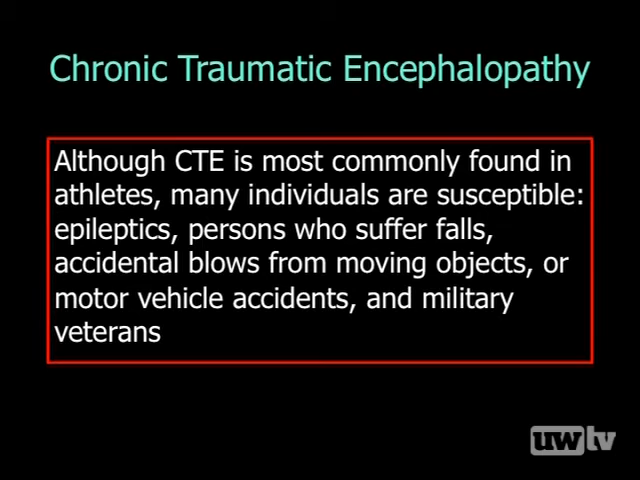 Chronic Traumatic Encephalopathy
Although CTE is most commonly found in
athletes, many individuals are susceptible:
epileptics, persons who suffer falls,
accidental blows from moving objects, or
motor vehicle accidents, and military
veterans
uwtv